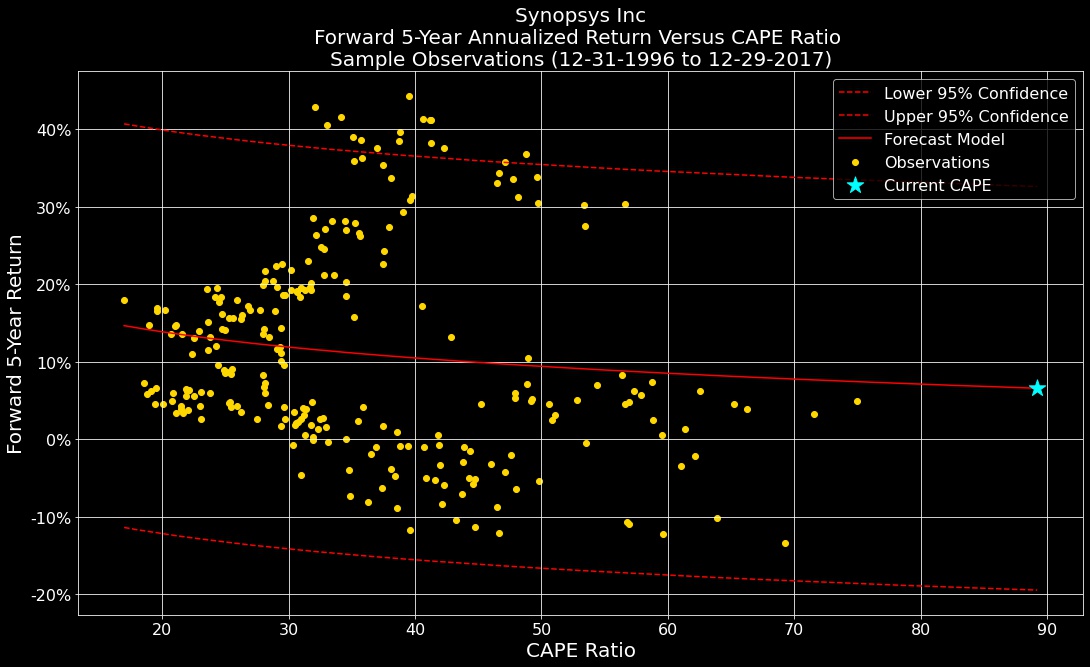 Synopsys Inc
Forward 5-Year Annualized Return Versus CAPE Ratio
Sample Observations (12-31-1996 to 12-29-2017)
Lower 95% Confidence
Upper 95% Confidence
Forecast Model
Observations
Current CAPE
Forward 5-Year Return
40%
30%
20%
10%
0%
-10%
-20%
20 30 40 50 60 70 80 90
CAPE Ratio